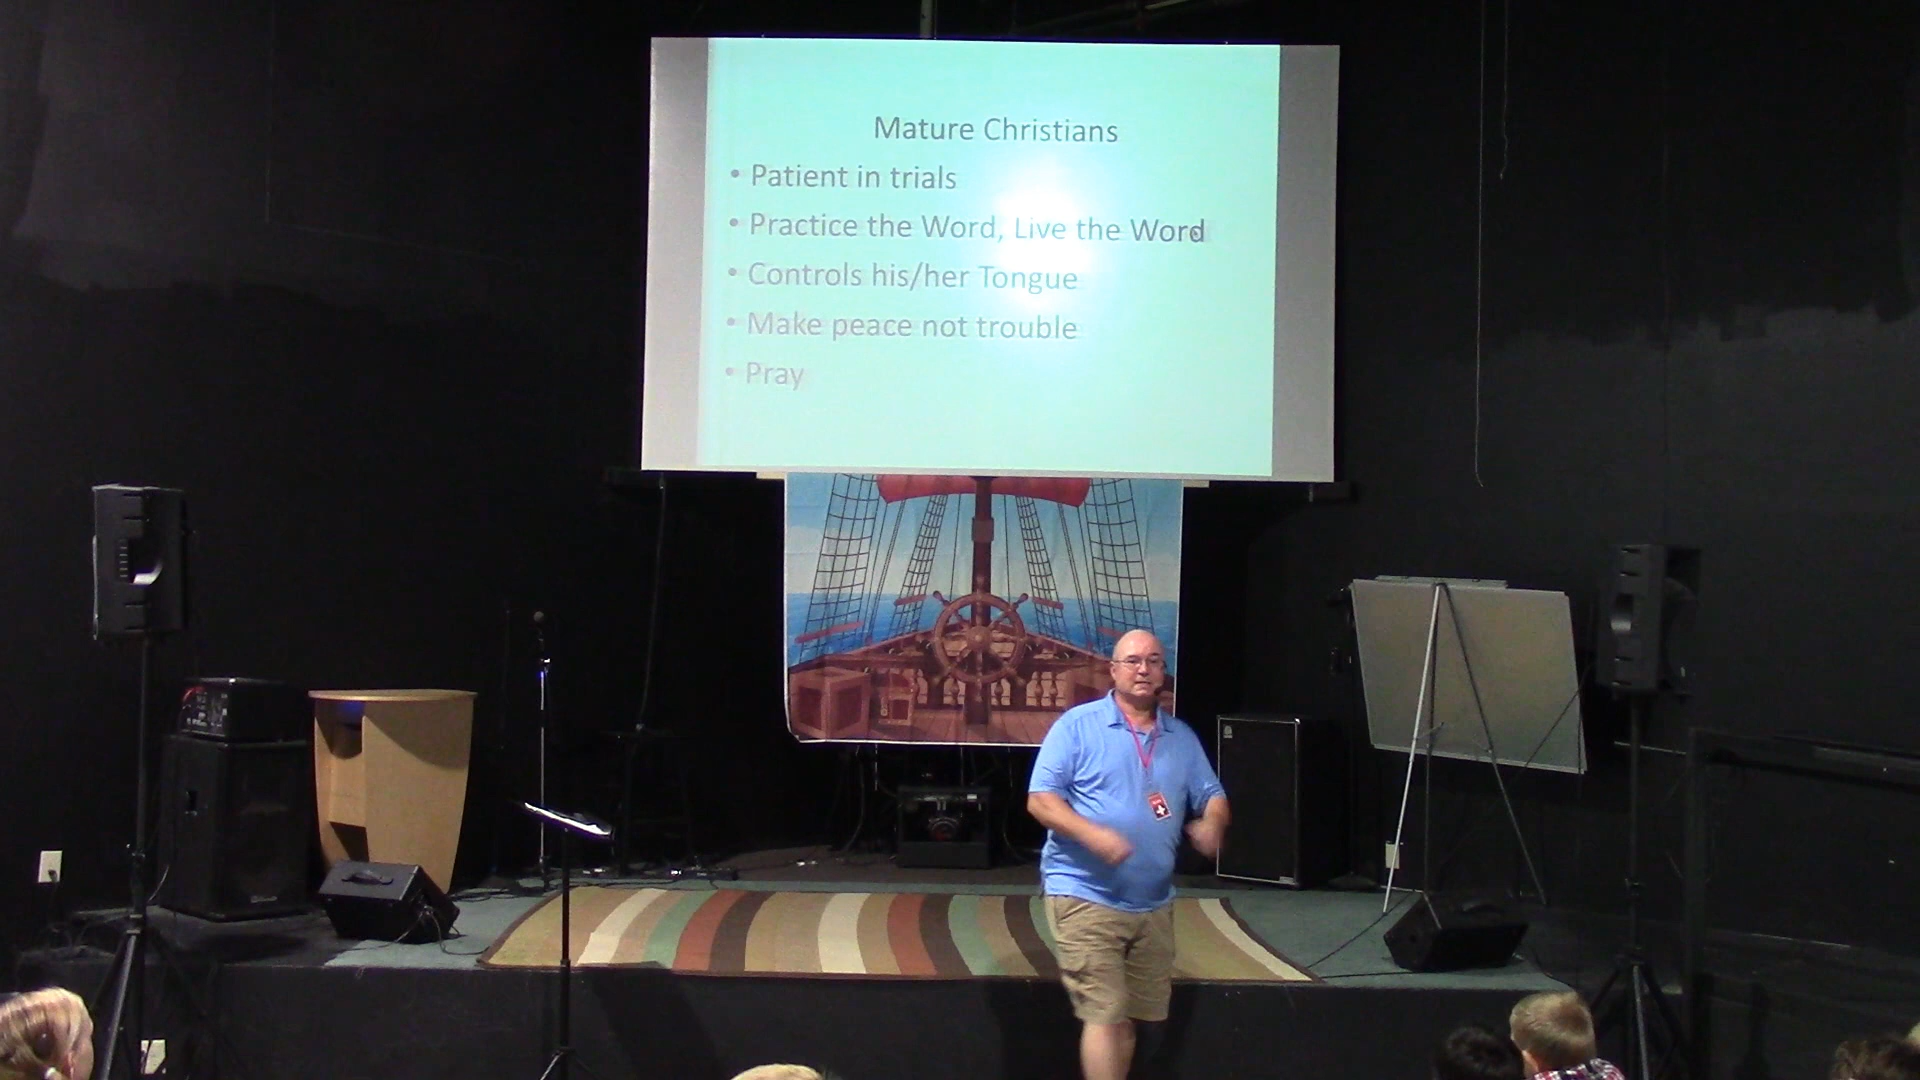 Mature Christians
• Patient in trials
• Practice the Word, Live the Word
• Controls his/her Tongue
• Make peace not trouble
• Pray